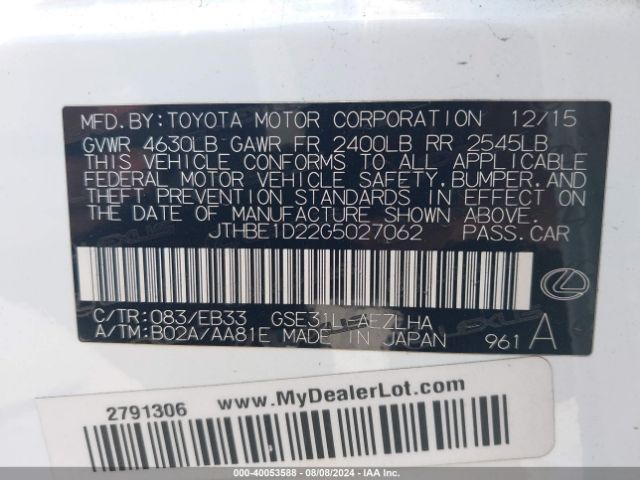 MFD.BY:TOYOTA MOTOR CORPORATION 12/15
GVWR 4630LB GAWR FR 2400LB RR 2545LB
THIS VEHICLE CONFORMS TO ALL APPLICABLE
FEDERAL MOTOR VEHICLE SAFETY,BUMPER,AND
THEFT PREVENTION STANDARDS IN EFFECT ON
THE DATE OF MANUFACTURE SHOWN ABOVE.
JTHBE1D22G5027062 PASS.CAR
C/TR:083/EB33 GSE31L-AEZLHA
A/TM:B02A/AA81E MADE IN JAPAN 961 A
2791306 www.MyDealerLot.com
000-40053588 - 08/08/2024 - IAA Inc.